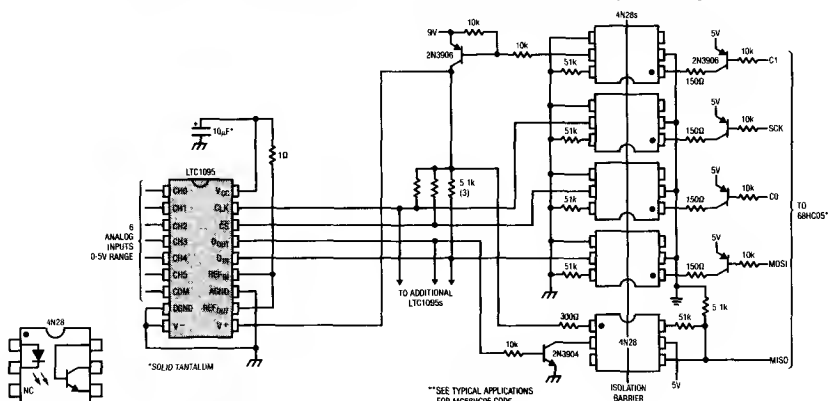 4N28s
10k
9V
2N3906
10k
51k
150Ω
5V
2N3906
10k
C1
51k
150Ω
5V
10k
SCK
51k
150Ω
5V
10k
C0
51k
150Ω
5V
10k
MOSI
TO
68HC05*
10µF*
1Ω
LTC1095
CH0
CH1
CH2
CH3
CH4
CH5
COM
DGND
V−
VCC
CLK
CS
DOUT
DIN
REFIN
AGND
REFOUT
V+
6
ANALOG
INPUTS
0-5V RANGE
5.1k
(3)
TO ADDITIONAL
LTC1095s
300Ω
4N28
51k
5.1k
MISO
5V
10k
2N3904
ISOLATION
BARRIER
*SOLID TANTALUM
4N28
NC
**SEE TYPICAL APPLICATIONS
FOR MC68HC05 CODE